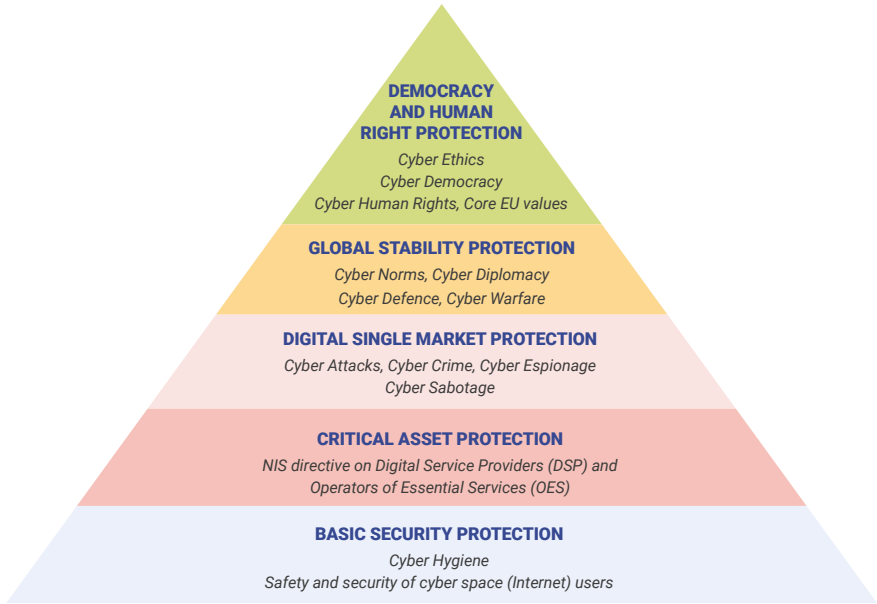 DEMOCRACY
AND HUMAN
RIGHT PROTECTION
Cyber Ethics
Cyber Democracy
Cyber Human Rights, Core EU values
GLOBAL STABILITY PROTECTION
Cyber Norms, Cyber Diplomacy
Cyber Defence, Cyber Warfare
DIGITAL SINGLE MARKET PROTECTION
Cyber Attacks, Cyber Crime, Cyber Espionage
Cyber Sabotage
CRITICAL ASSET PROTECTION
NIS directive on Digital Service Providers (DSP) and
Operators of Essential Services (OES)
BASIC SECURITY PROTECTION
Cyber Hygiene
Safety and security of cyber space (Internet) users